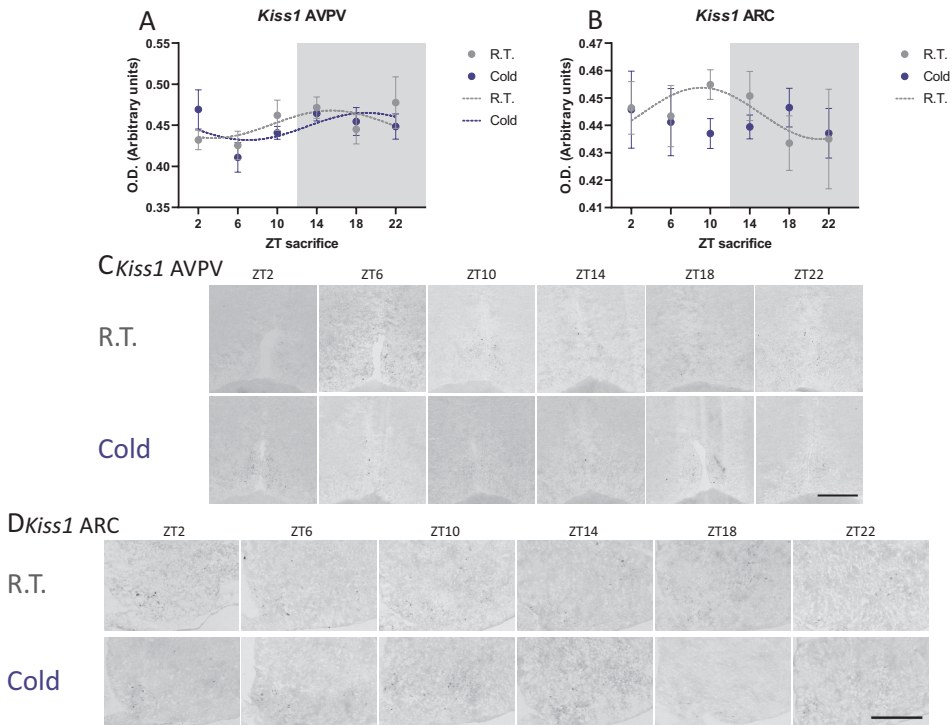 A
Kiss1 AVPV
0.55
0.50
0.45
0.40
0.35
O.D. (Arbitrary units)
2 6 10 14 18 22
ZT sacrifice
R.T.
Cold
R.T.
Cold
B
Kiss1 ARC
0.47
0.46
0.45
0.44
0.43
0.42
0.41
O.D. (Arbitrary units)
2 6 10 14 18 22
ZT sacrifice
R.T.
Cold
R.T.
C Kiss1 AVPV
ZT2 ZT6 ZT10 ZT14 ZT18 ZT22
R.T.
Cold
D Kiss1 ARC
ZT2 ZT6 ZT10 ZT14 ZT18 ZT22
R.T.
Cold